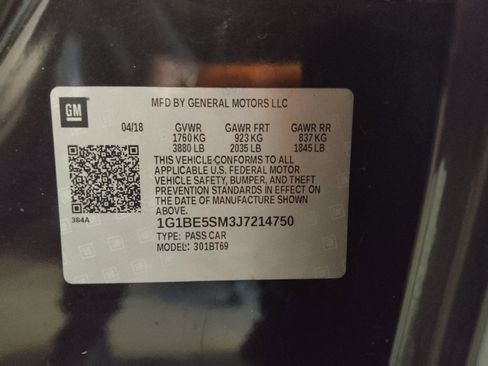 GM
MFD BY GENERAL MOTORS LLC
04/18 GVWR GAWR FRT GAWR RR
1760 KG 923 KG 837 KG
3880 LB 2035 LB 1845 LB
THIS VEHICLE CONFORMS TO ALL
APPLICABLE U.S. FEDERAL MOTOR
VEHICLE SAFETY, BUMPER, AND THEFT
PREVENTION STANDARDS IN EFFECT ON
THE DATE OF MANUFACTURE SHOWN
ABOVE.
384A
1G1BE5SM3J7214750
TYPE: PASS CAR
MODEL: 301BT69